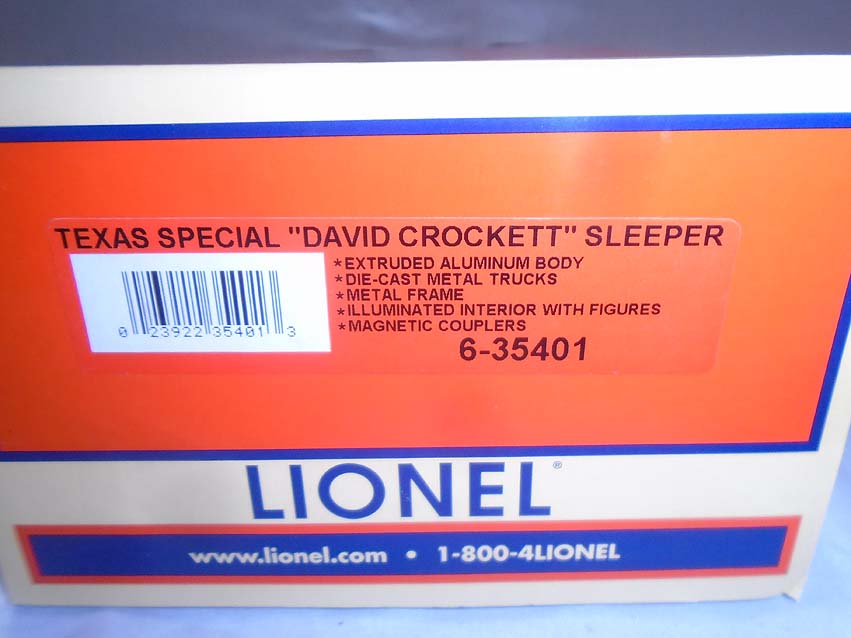 TEXAS SPECIAL "DAVID CROCKETT" SLEEPER
*EXTRUDED ALUMINUM BODY
*DIE-CAST METAL TRUCKS
*METAL FRAME
*ILLUMINATED INTERIOR WITH FIGURES
*MAGNETIC COUPLERS
0 23922 35401 3
6-35401
LIONEL®
www.lionel.com • 1-800-4LIONEL